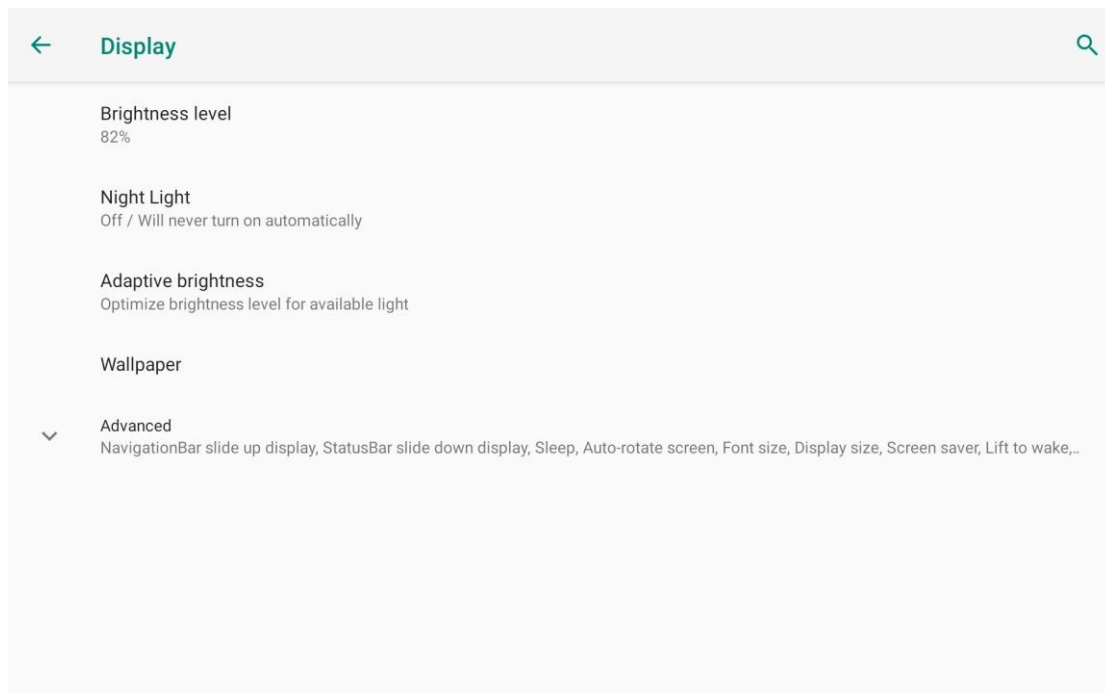 Display
Brightness level
82%
Night Light
Off / Will never turn on automatically
Adaptive brightness
Optimize brightness level for available light
Wallpaper
Advanced
NavigationBar slide up display, StatusBar slide down display, Sleep, Auto-rotate screen, Font size, Display size, Screen saver, Lift to wake,..